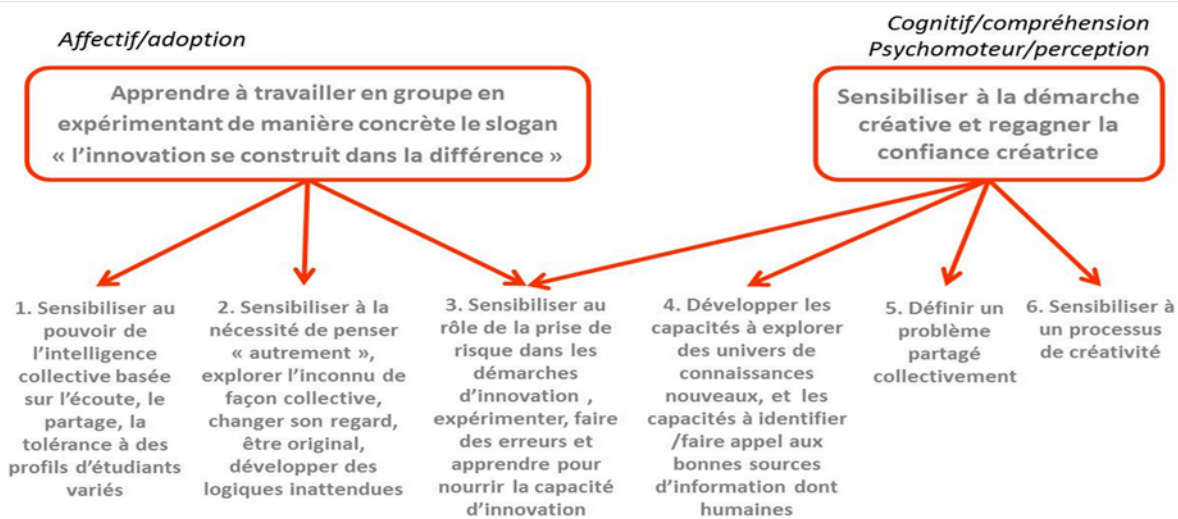 Affectif/adoption
Cognitif/compréhension
Psychomoteur/perception
Apprendre à travailler en groupe en
expérimentant de manière concrète le slogan
« l’innovation se construit dans la différence »
Sensibiliser à la démarche
créative et regagner la
confiance créatrice
1. Sensibiliser au
pouvoir de
l’intelligence
collective basée
sur l’écoute, le
partage, la
tolérance à des
profils d’étudiants
variés
2. Sensibiliser à la
nécessité de penser
« autrement »,
explorer l’inconnu de
façon collective,
changer son regard,
être original,
développer des
logiques inattendues
3. Sensibiliser au
rôle de la prise de
risque dans les
démarches
d’innovation ,
expérimenter, faire
des erreurs et
apprendre pour
nourrir la capacité
d’innovation
4. Développer les
capacités à explorer
des univers de
connaissances
nouveaux, et les
capacités à identifier
/faire appel aux
bonnes sources
d’information dont
humaines
5. Définir un
problème
partagé
collectivement
6. Sensibiliser à
un processus
de créativité